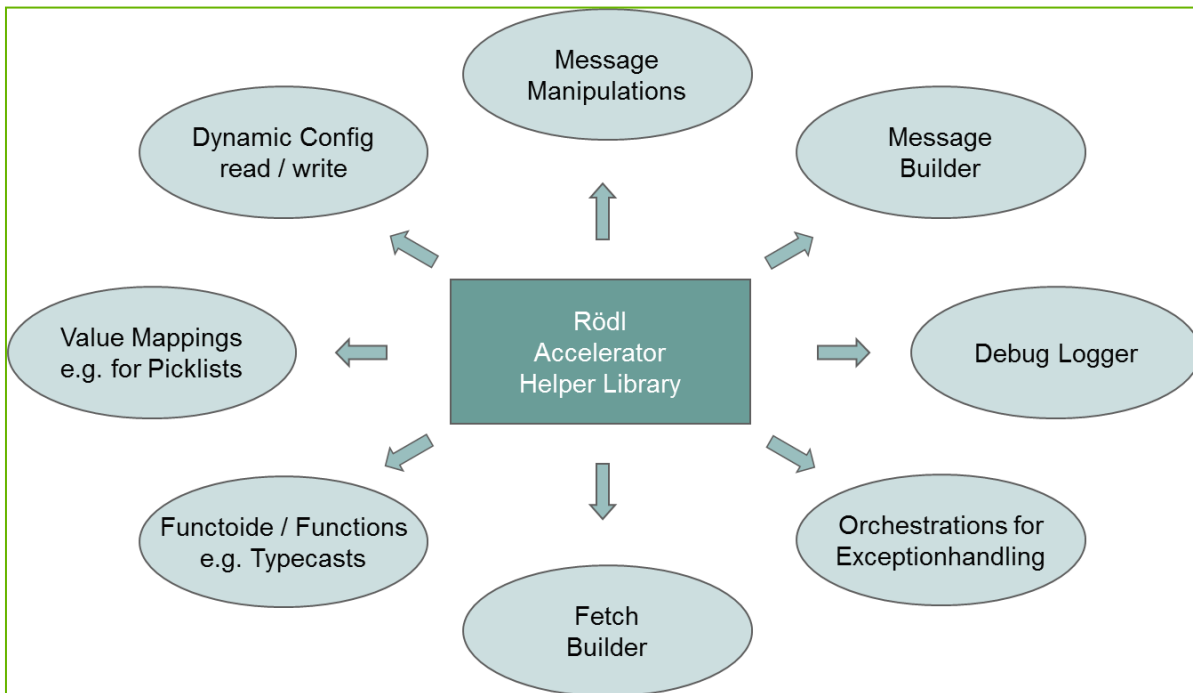 Message
Manipulations
Dynamic Config
read / write
Message
Builder
Value Mappings
e.g. for Picklists
Rödl
Accelerator
Helper Library
Debug Logger
Functoide / Functions
e.g. Typecasts
Orchestrations for
Exceptionhandling
Fetch
Builder